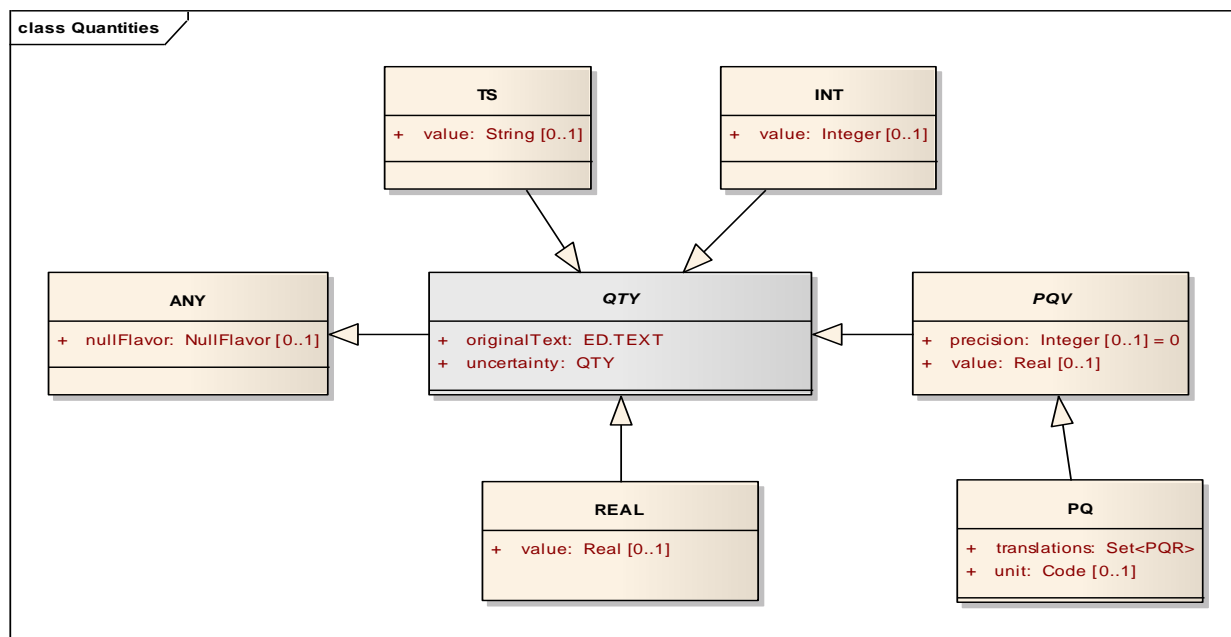 class Quantities
TS
+ value: String [0..1]
INT
+ value: Integer [0..1]
ANY
+ nullFlavor: NullFlavor [0..1]
QTY
+ originalText: ED.TEXT
+ uncertainty: QTY
PQV
+ precision: Integer [0..1] = 0
+ value: Real [0..1]
REAL
+ value: Real [0..1]
PQ
+ translations: Set<PQR>
+ unit: Code [0..1]